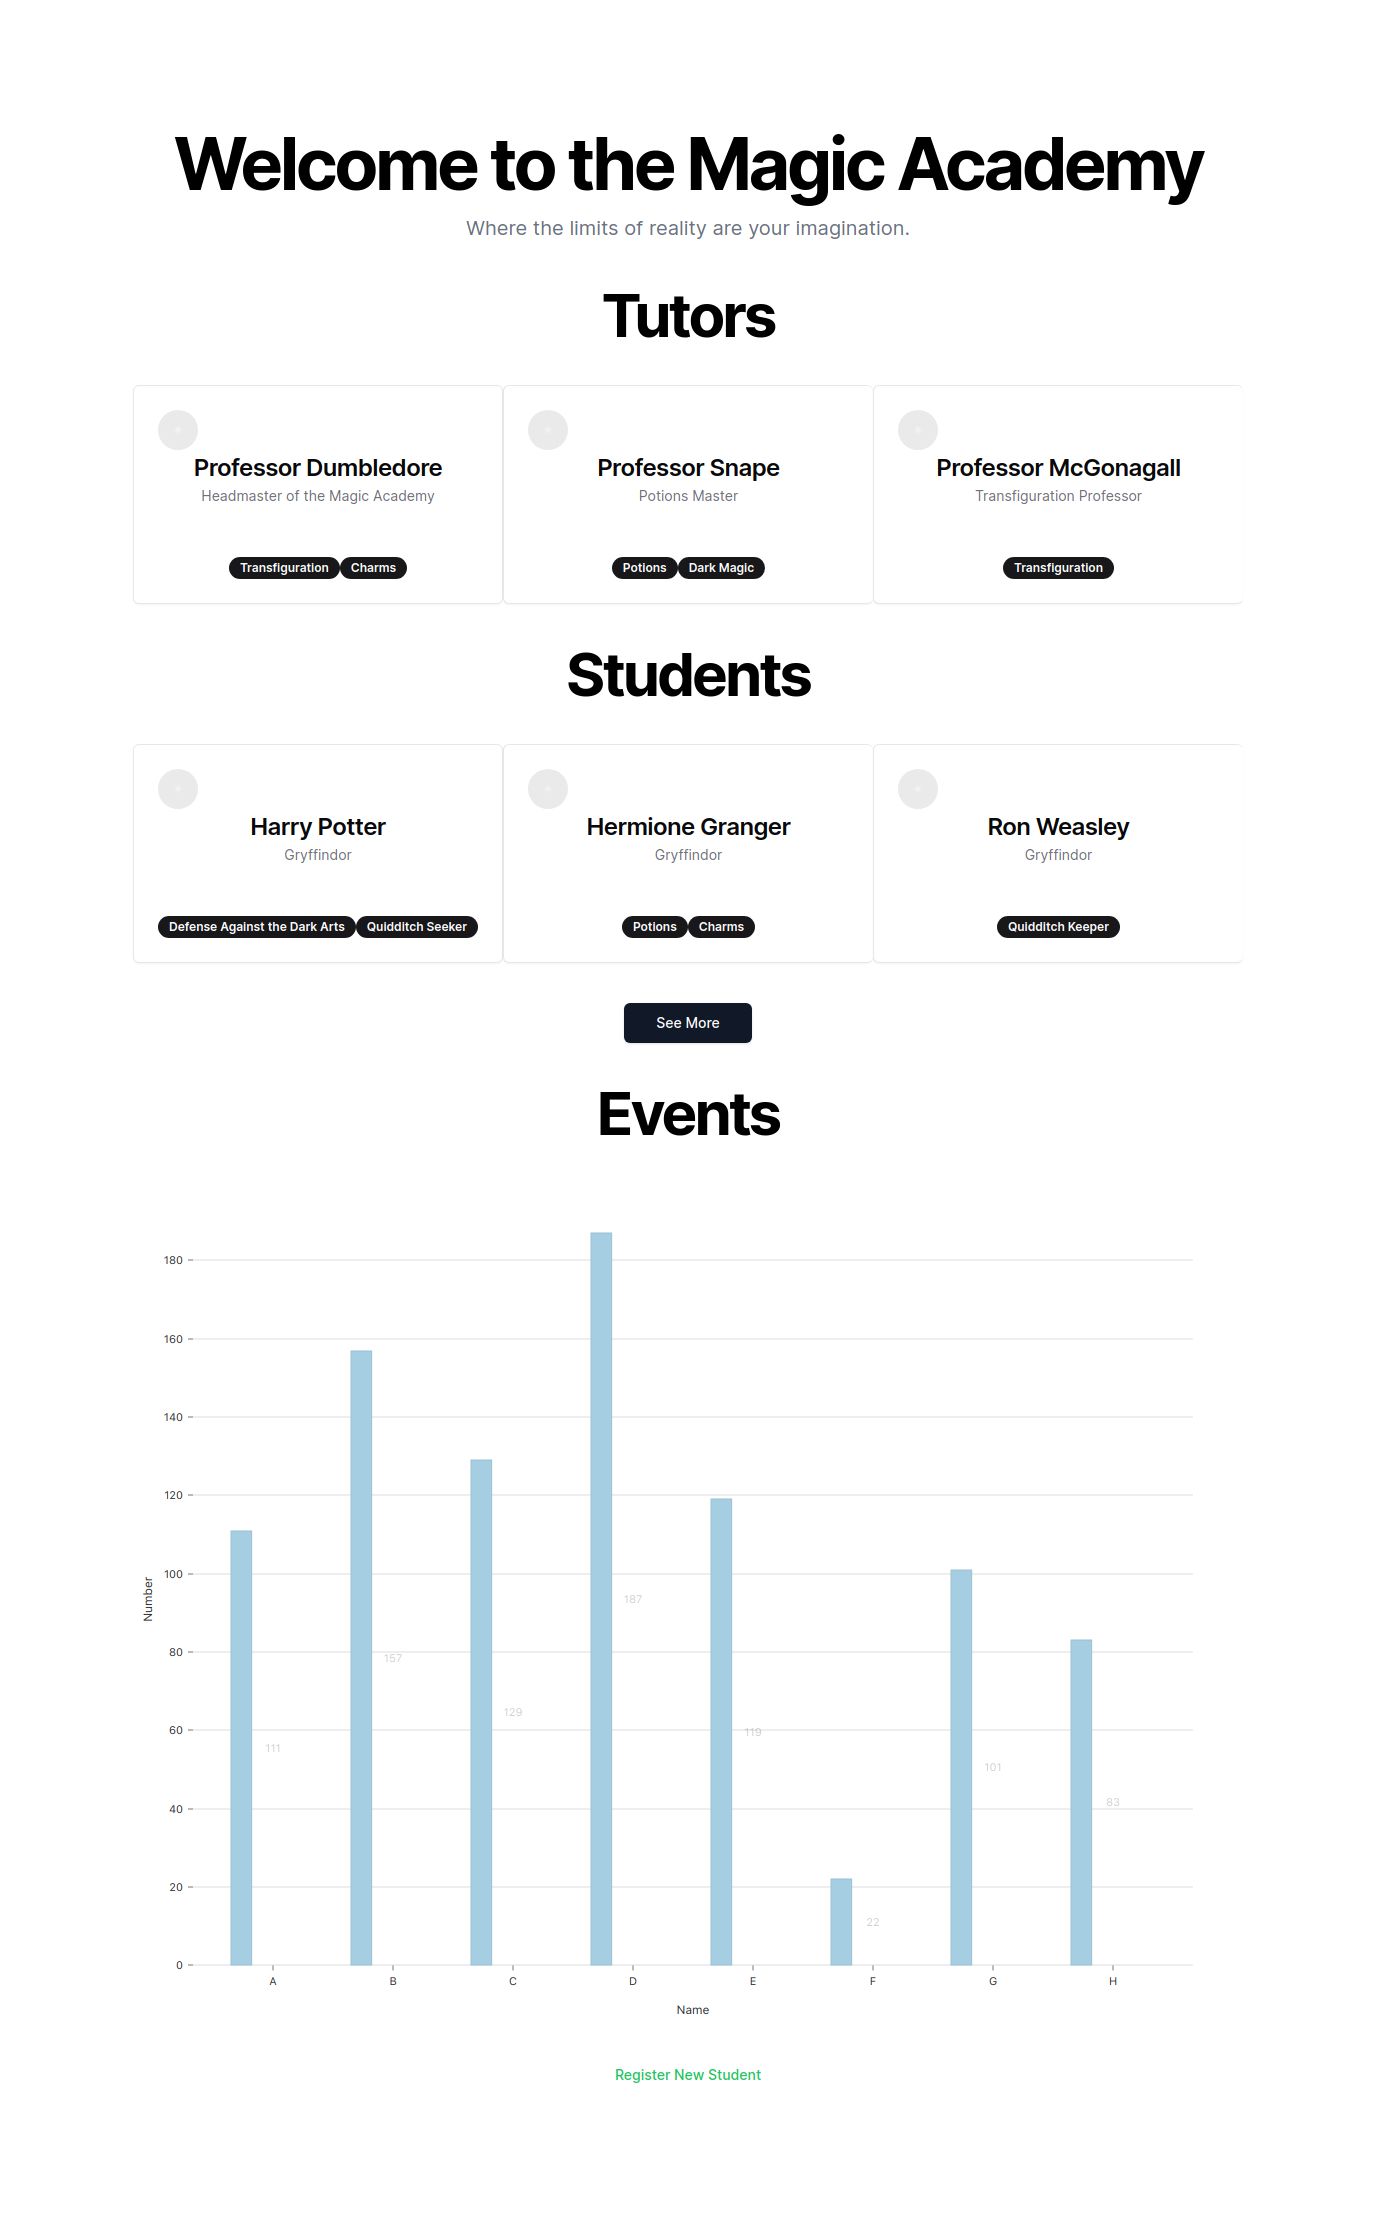 Welcome to the Magic Academy
Where the limits of reality are your imagination.
Tutors
Professor Dumbledore
Headmaster of the Magic Academy
Transfiguration Charms
Professor Snape
Potions Master
Potions Dark Magic
Professor McGonagall
Transfiguration Professor
Transfiguration
Students
Harry Potter
Gryffindor
Defense Against the Dark Arts Quidditch Seeker
Hermione Granger
Gryffindor
Potions Charms
Ron Weasley
Gryffindor
Quidditch Keeper
See More
Events
Number
180
160
140
120
100
80
60
40
20
0
111
157
129
187
119
22
101
83
A B C D E F G H
Name
Register New Student